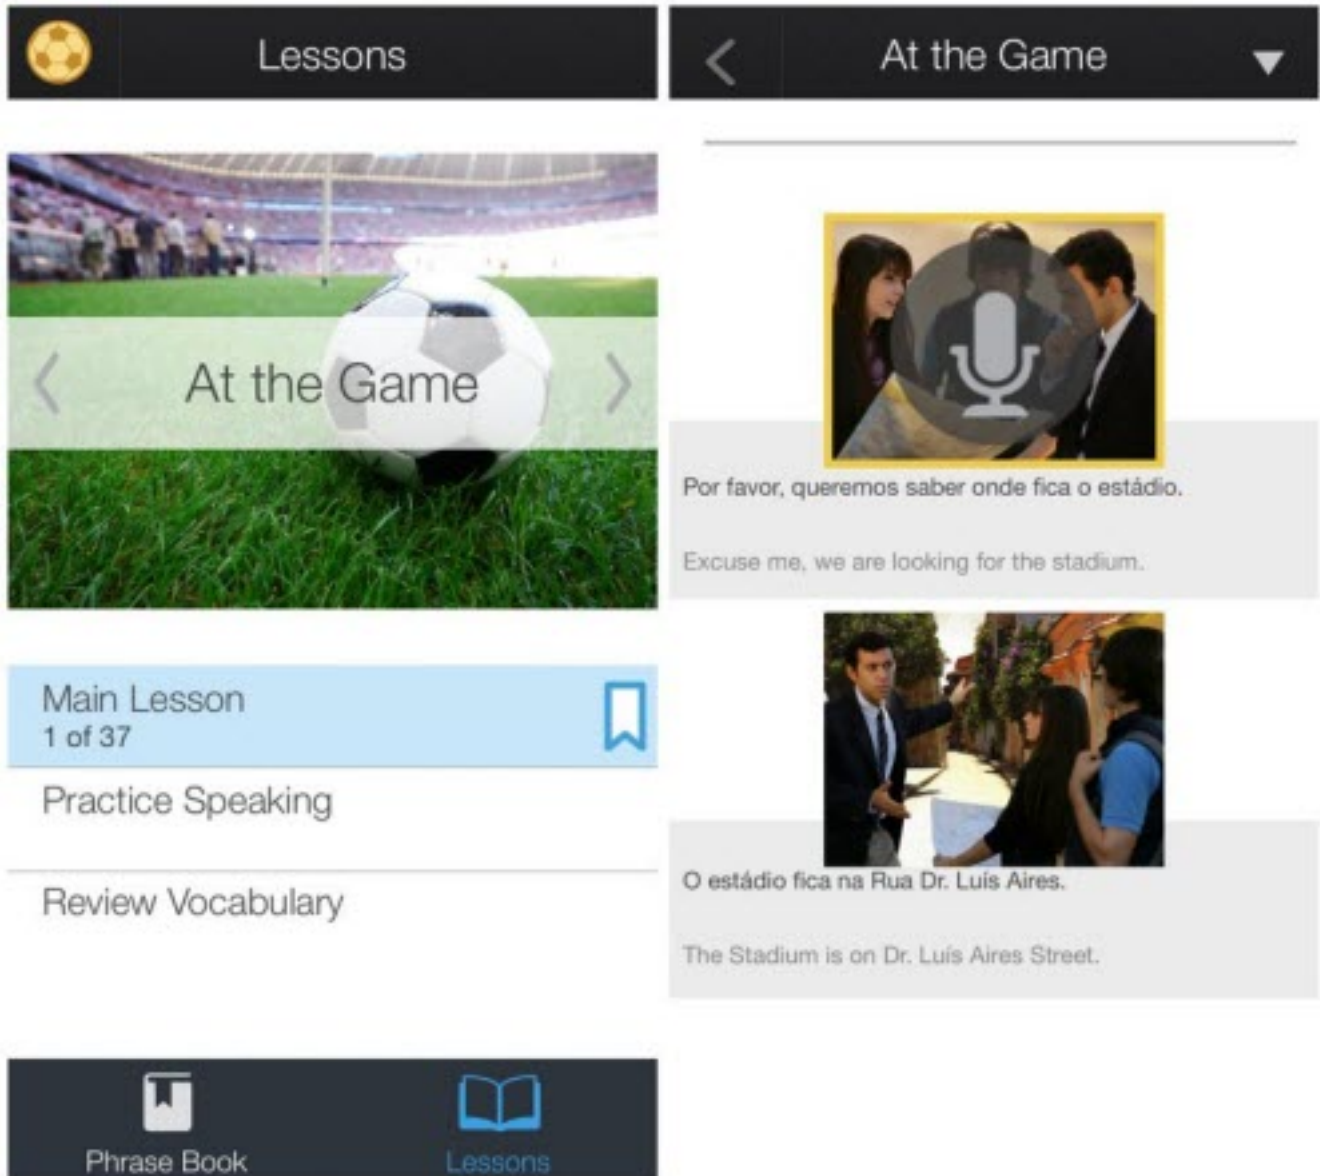 Lessons
At the Game
Main Lesson
1 of 37
Practice Speaking
Review Vocabulary
Phrase Book
Lessons
At the Game
Por favor, queremos saber onde fica o estádio.
Excuse me, we are looking for the stadium.
O estádio fica na Rua Dr. Luís Aires.
The Stadium is on Dr. Luís Aires Street.